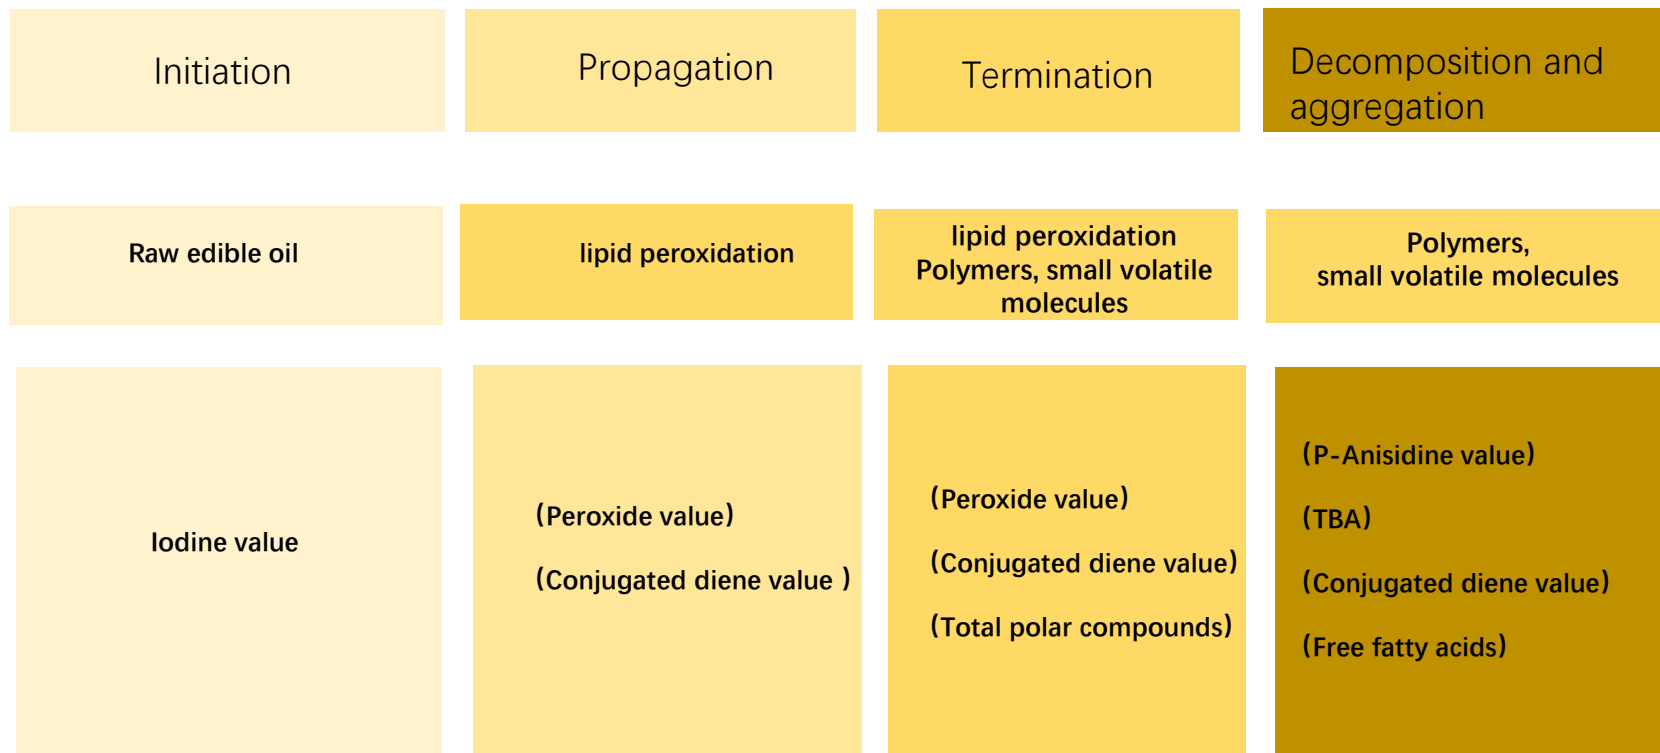 Initiation
Propagation
Termination
Decomposition and
aggregation
Raw edible oil
lipid peroxidation
lipid peroxidation
Polymers, small volatile
molecules
Polymers,
small volatile molecules
Iodine value
(Peroxide value)
(Conjugated diene value )
(Peroxide value)
(Conjugated diene value)
(Total polar compounds)
(P-Anisidine value)
(TBA)
(Conjugated diene value)
(Free fatty acids)